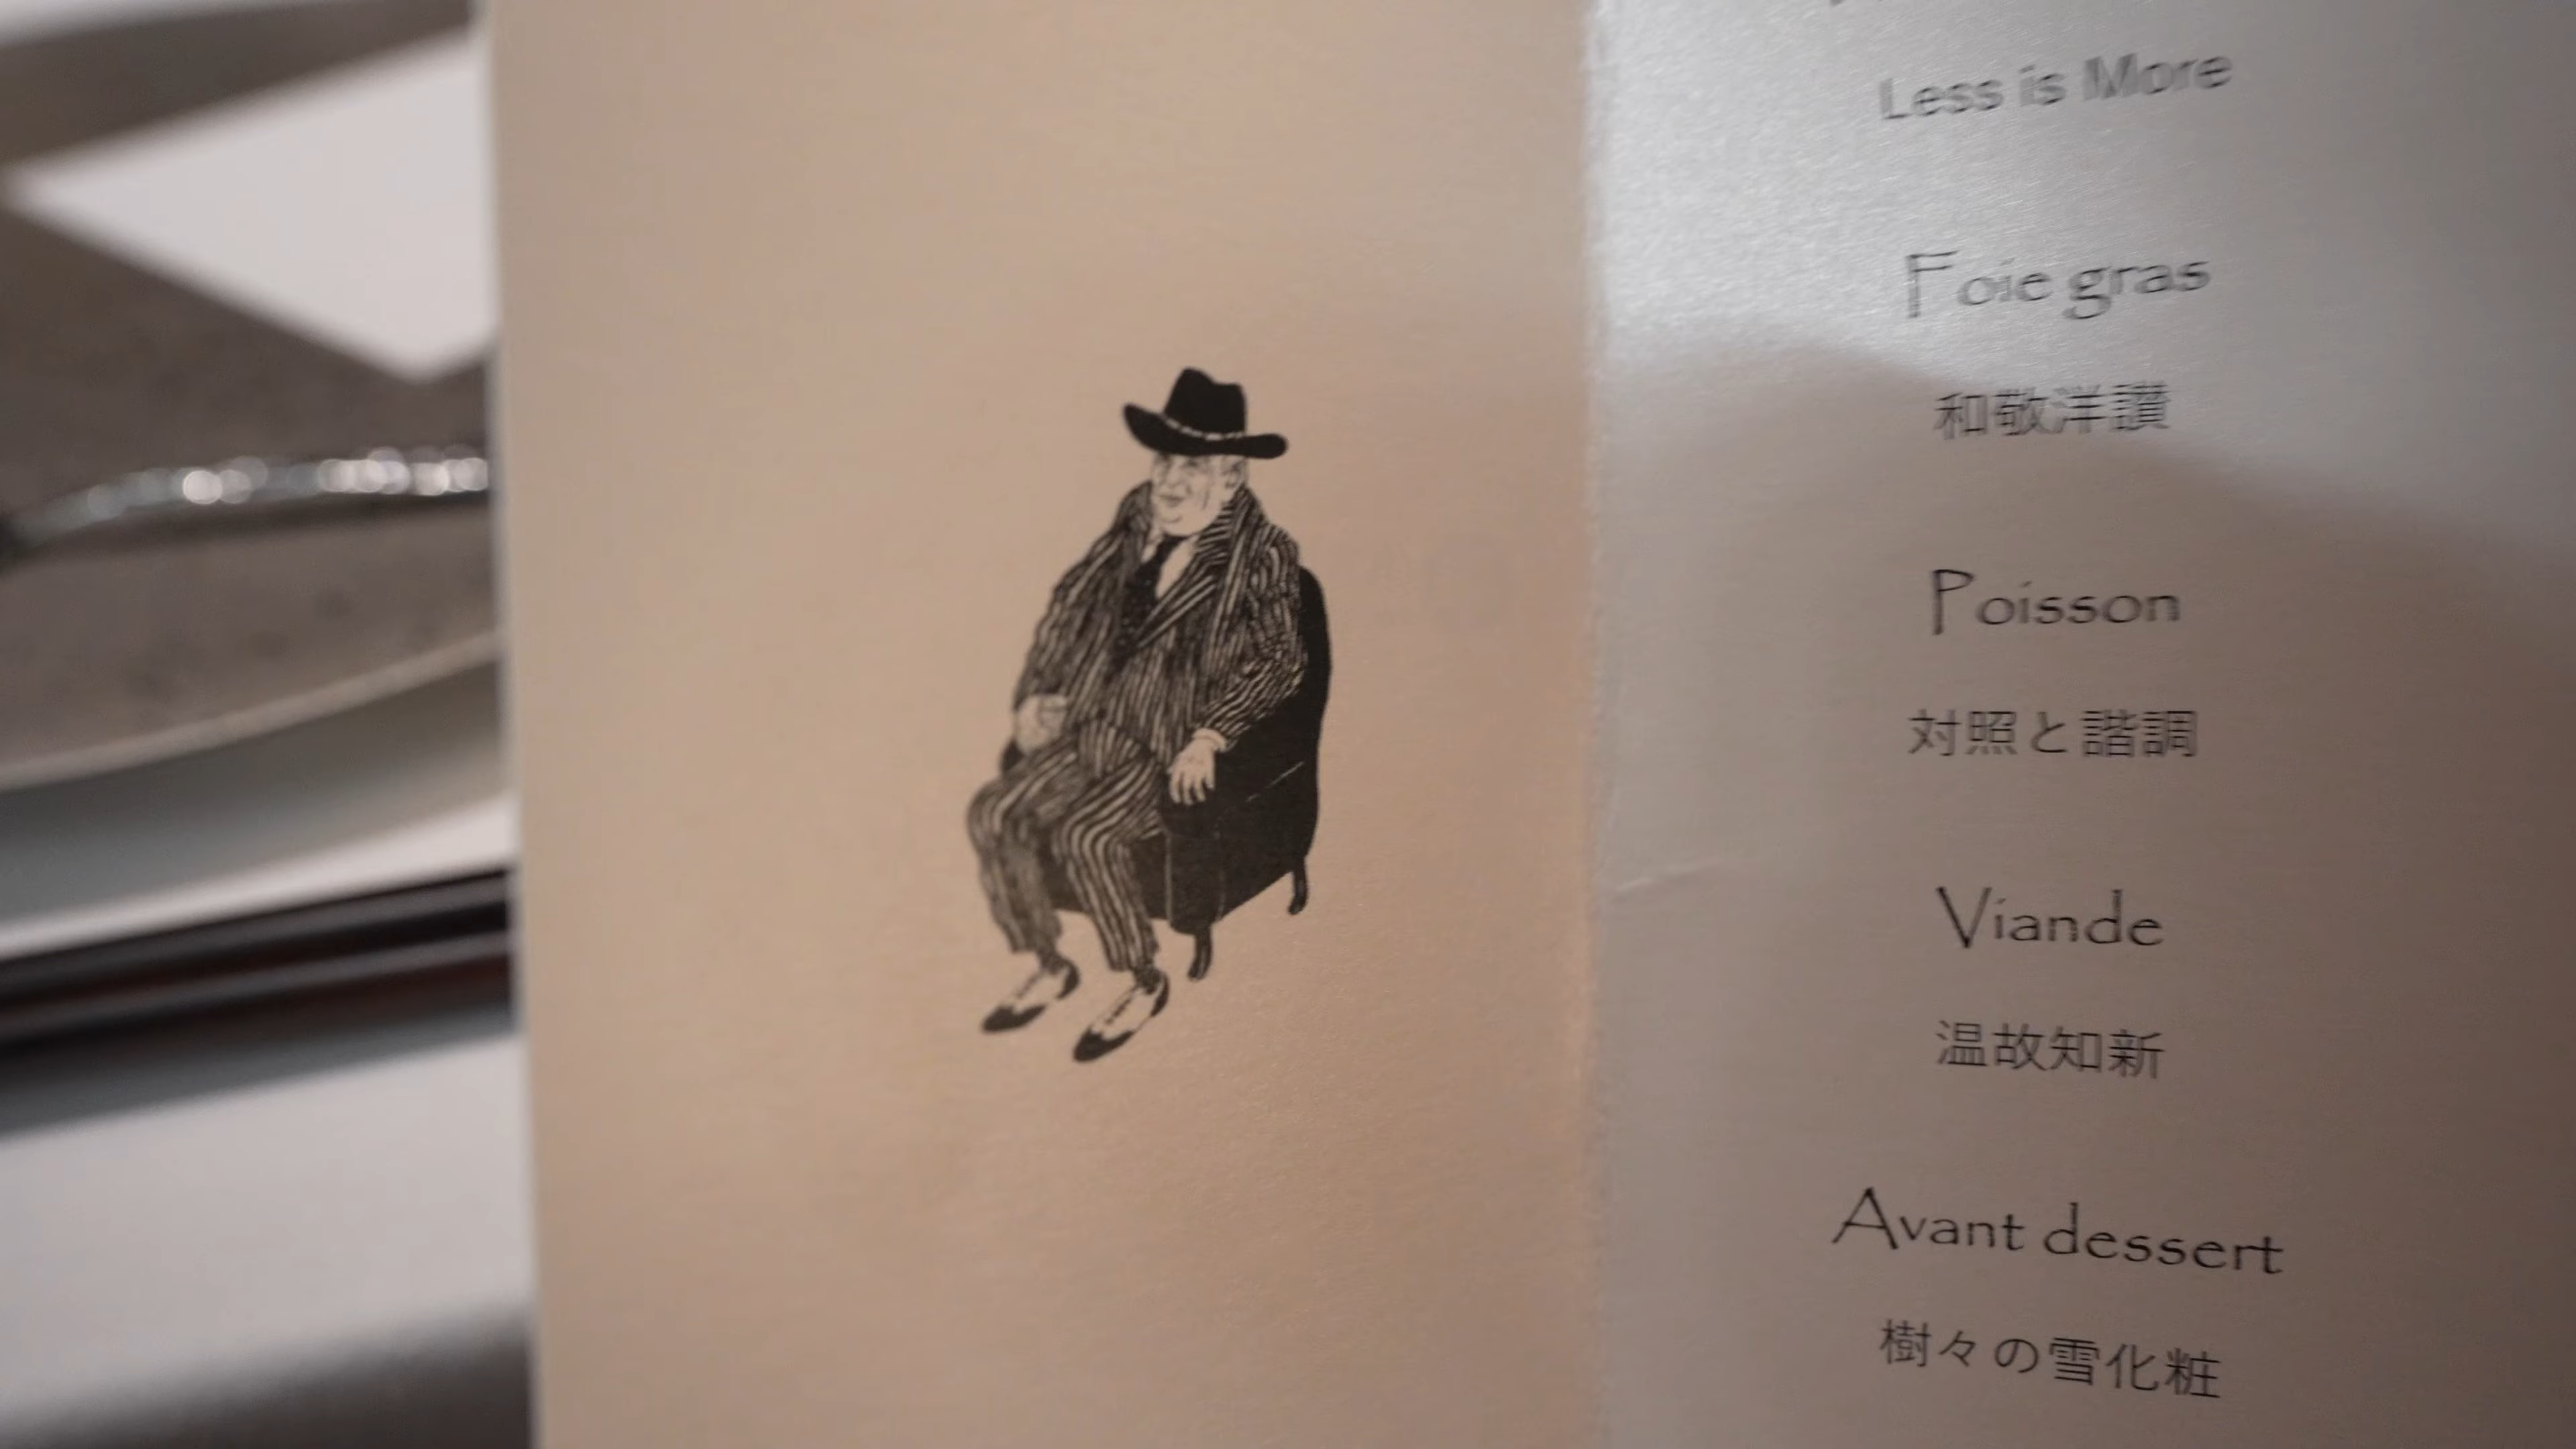 Less is More
Foie gras
和敬洋讃
Poisson
対照と諧調
Viande
温故知新
Avant dessert
樹々の雪化粧